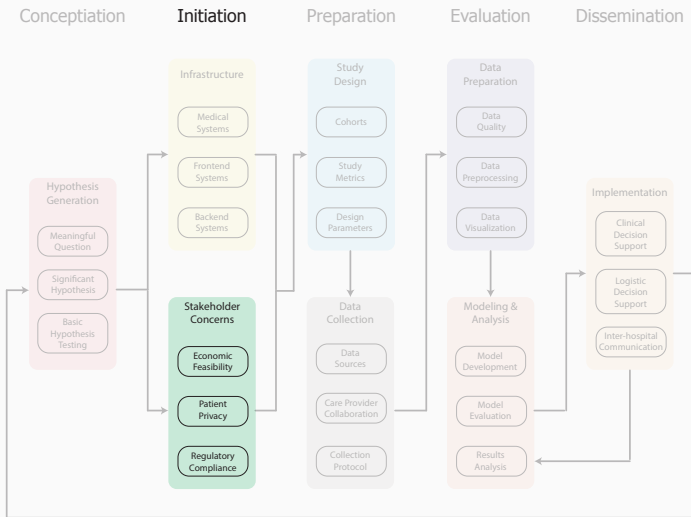 Conceptiation
Initiation
Preparation
Evaluation
Dissemination
Hypothesis
Generation
Meaningful
Question
Significant
Hypothesis
Basic
Hypothesis
Testing
Infrastructure
Medical
Systems
Frontend
Systems
Backend
Systems
Stakeholder
Concerns
Economic
Feasibility
Patient
Privacy
Regulatory
Compliance
Study
Design
Cohorts
Study
Metrics
Design
Parameters
Data
Collection
Data
Sources
Care Provider
Collaboration
Collection
Protocol
Data
Preparation
Data
Quality
Data
Preprocessing
Data
Visualization
Modeling &
Analysis
Model
Development
Model
Evaluation
Results
Analysis
Implementation
Clinical
Decision
Support
Logistic
Decision
Support
Inter-hospital
Communication